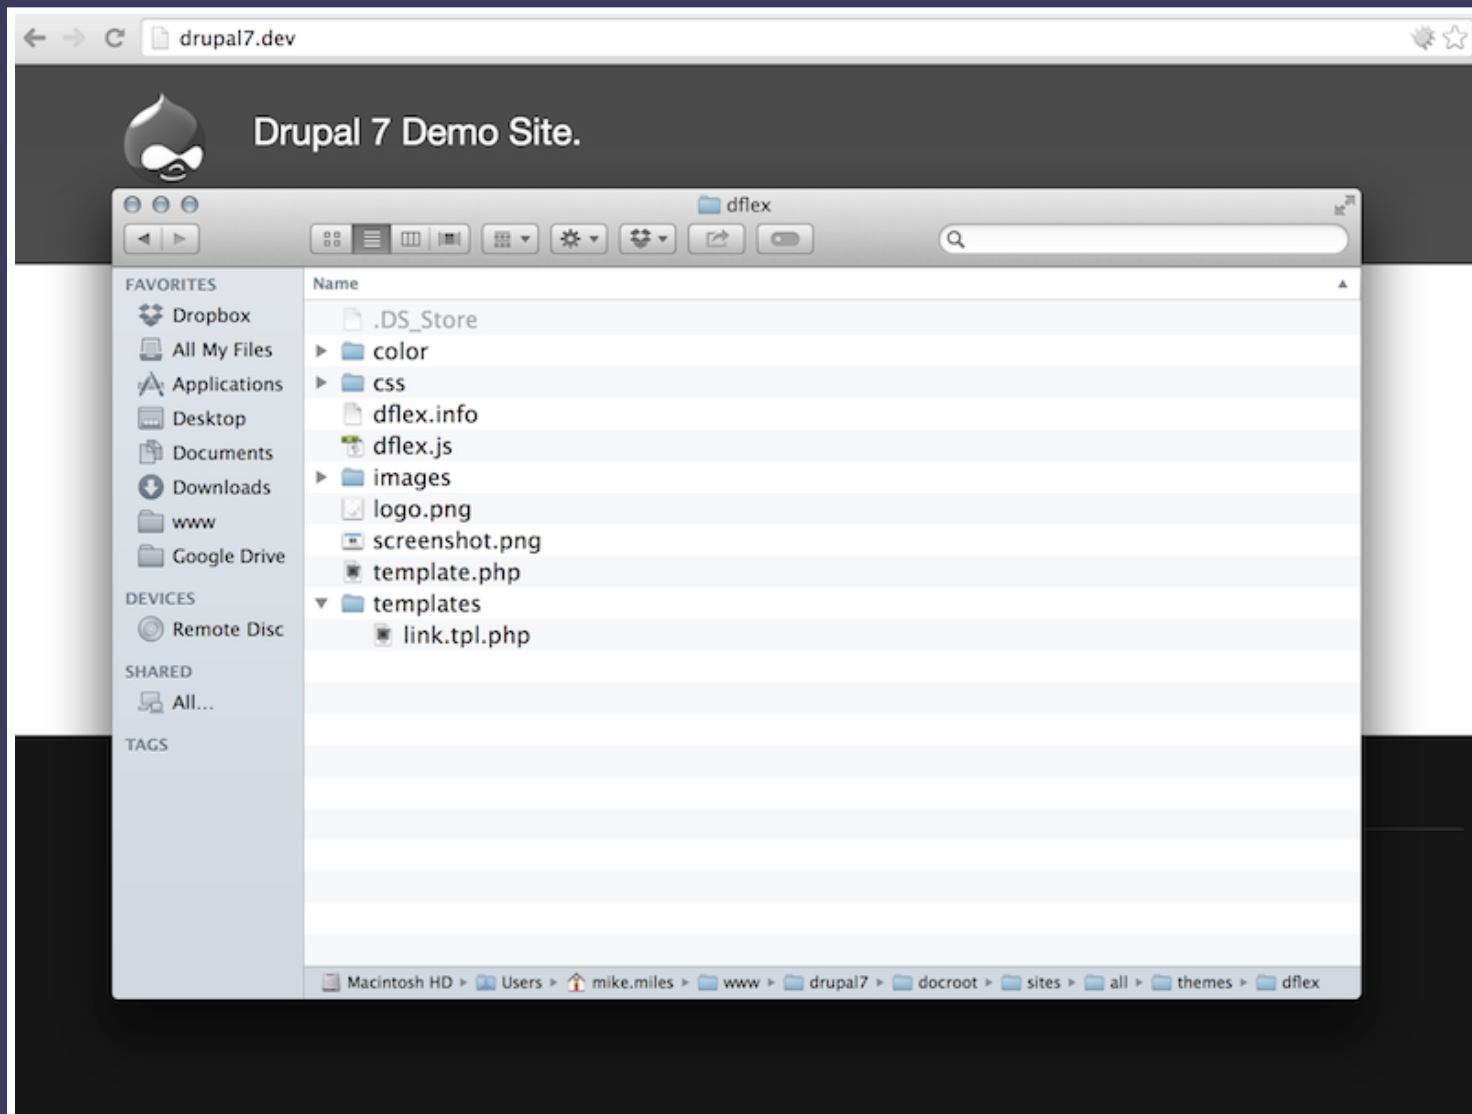 drupal7.dev
Drupal 7 Demo Site.
dflex
FAVORITES
Dropbox
All My Files
Applications
Desktop
Documents
Downloads
www
Google Drive
DEVICES
Remote Disc
SHARED
All...
TAGS
Name
.DS_Store
color
css
dflex.info
dflex.js
images
logo.png
screenshot.png
template.php
templates
link.tpl.php
Macintosh HD ▸ Users ▸ mike.miles ▸ www ▸ drupal7 ▸ docroot ▸ sites ▸ all ▸ themes ▸ dflex